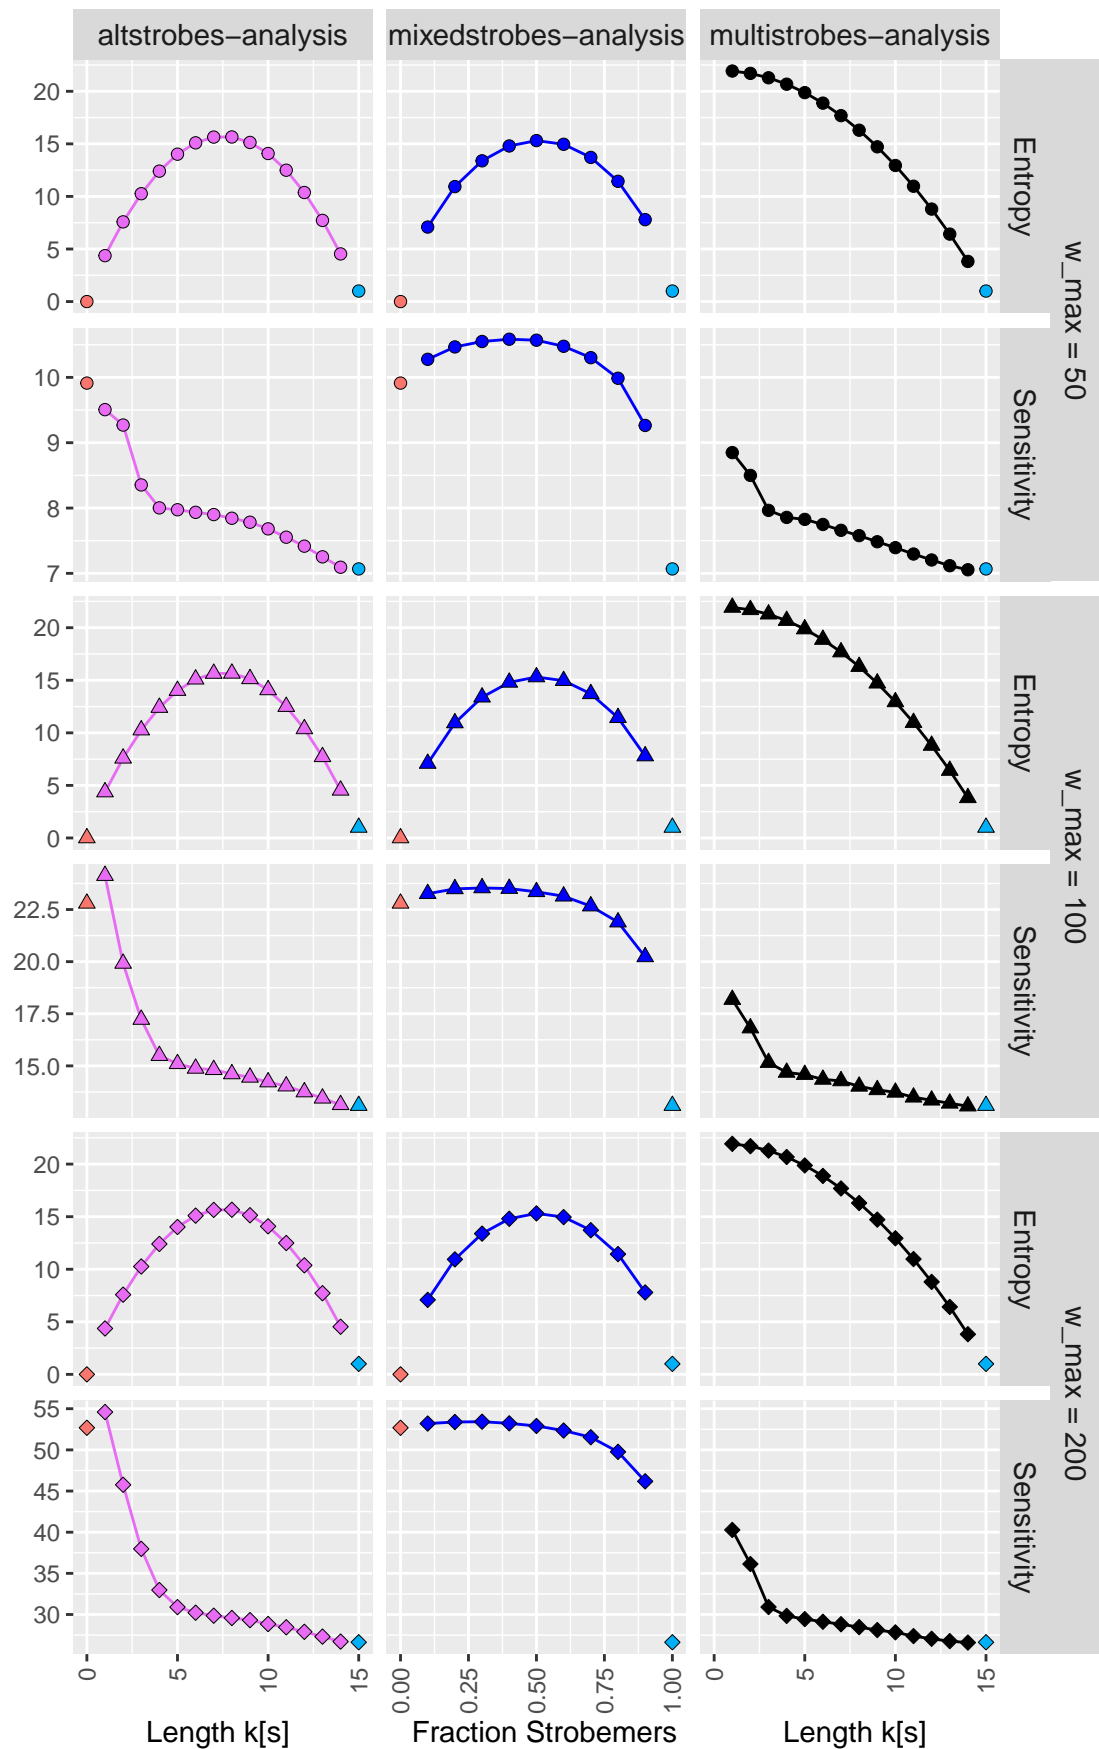 altstrobes−analysis mixedstrobes−analysis multistrobes−analysis
20
15
10
5
0
Entropy
10
9
8
7
Sensitivity
w_max = 50
20
15
10
5
0
Entropy
22.5
20.0
17.5
15.0
Sensitivity
w_max = 100
20
15
10
5
0
Entropy
55
50
45
40
35
30
Sensitivity
w_max = 200
0 5 10 15 0.00 0.25 0.50 0.75 1.00 0 5 10 15
Length k[s] Fraction Strobemers Length k[s]